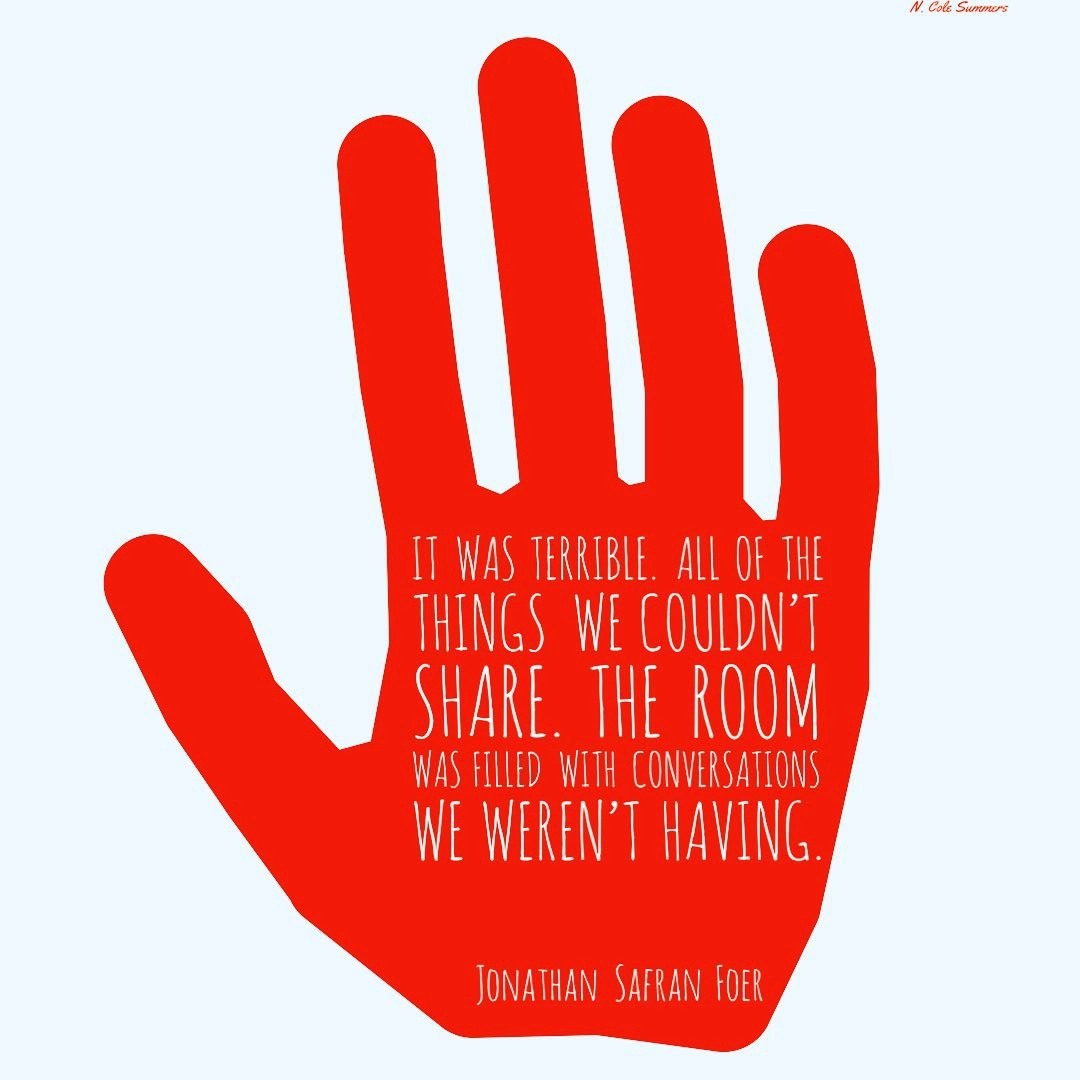 N. Cole Summers
IT WAS TERRIBLE. ALL OF THE
THINGS WE COULDN'T
SHARE. THE ROOM
WAS FILLED WITH CONVERSATIONS
WE WEREN'T HAVING.
JONATHAN SAFRAN FOER